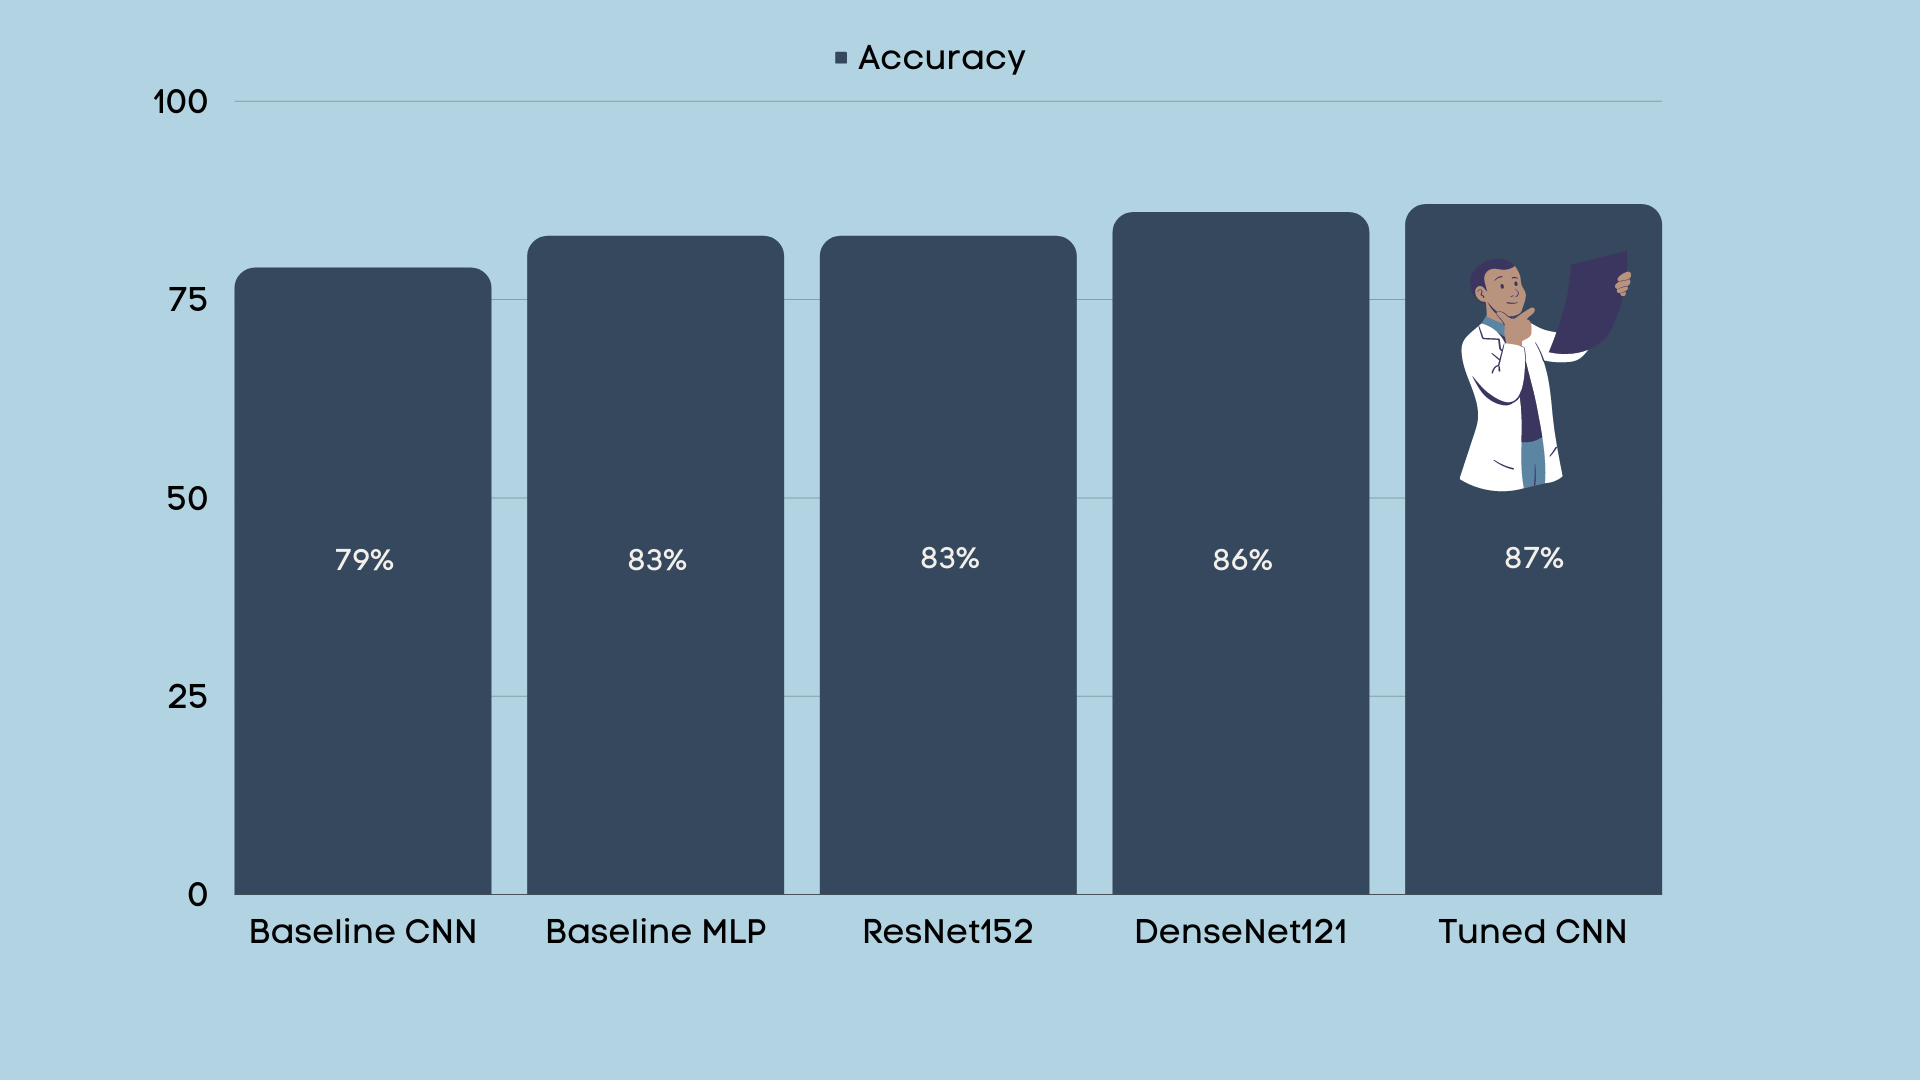 Accuracy
100
75
50
25
0
79%
83%
83%
86%
87%
Baseline CNN
Baseline MLP
ResNet152
DenseNet121
Tuned CNN